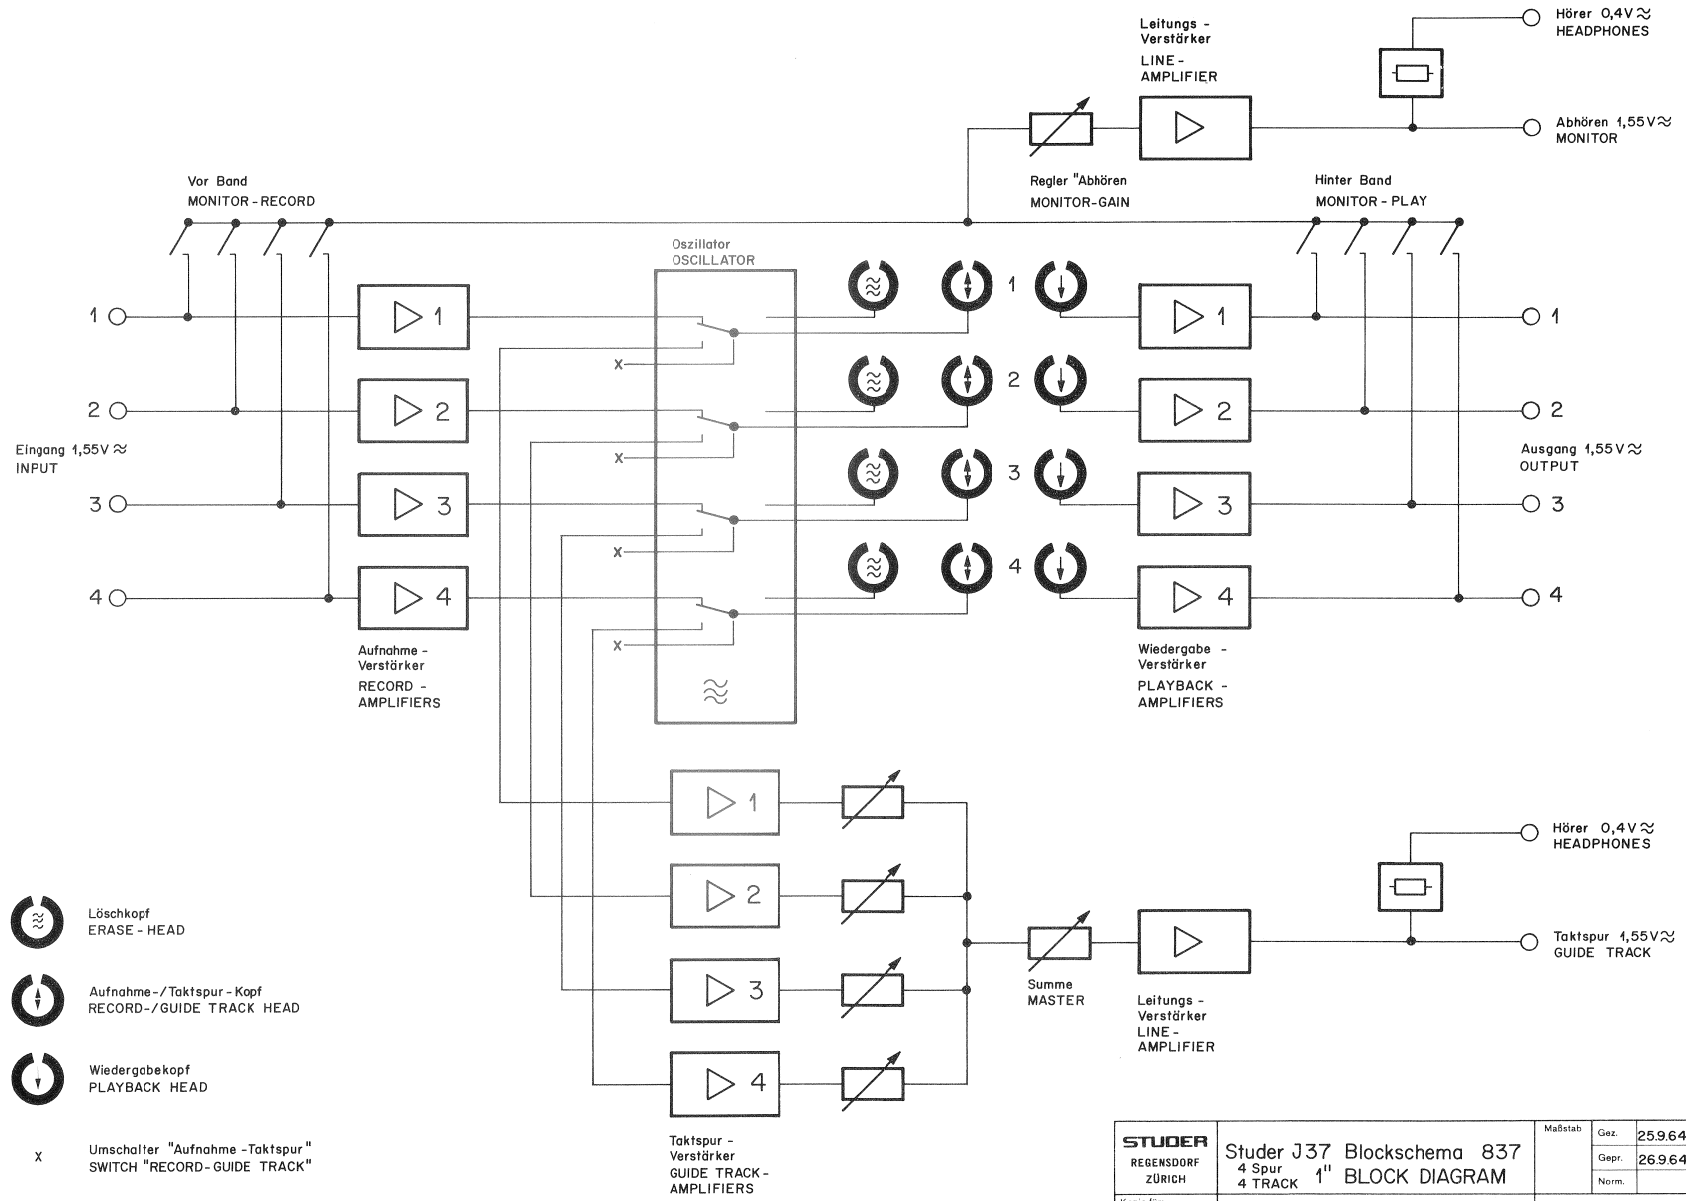 Leitungs -
Verstärker
LINE -
AMPLIFIER
Hörer 0,4V ≈
HEADPHONES
Abhören 1,55V ≈
MONITOR
Vor Band
MONITOR - RECORD
Regler "Abhören
MONITOR-GAIN
Hinter Band
MONITOR - PLAY
Oszillator
OSCILLATOR
1
1
1
1
1
x
2
2
2
2
2
x
Eingang 1,55V ≈
INPUT
Ausgang 1,55V ≈
OUTPUT
3
3
3
3
3
x
4
4
4
4
4
x
Aufnahme -
Verstärker
RECORD -
AMPLIFIERS
Wiedergabe -
Verstärker
PLAYBACK -
AMPLIFIERS
1
2
3
4
Hörer 0,4V ≈
HEADPHONES
Taktspur 1,55V ≈
GUIDE TRACK
Summe
MASTER
Leitungs -
Verstärker
LINE -
AMPLIFIER
Taktspur -
Verstärker
GUIDE TRACK -
AMPLIFIERS
Löschkopf
ERASE - HEAD
Aufnahme-/Taktspur - Kopf
RECORD-/GUIDE TRACK HEAD
Wiedergabekopf
PLAYBACK HEAD
x Umschalter "Aufnahme - Taktspur"
SWITCH "RECORD - GUIDE TRACK"
STUDER
REGENSDORF
ZÜRICH
Studer J37 Blockschema 837
4 Spur
4 TRACK 1" BLOCK DIAGRAM
Maßstab
Gez. 25.9.64
Gepr. 26.9.64
Norm.